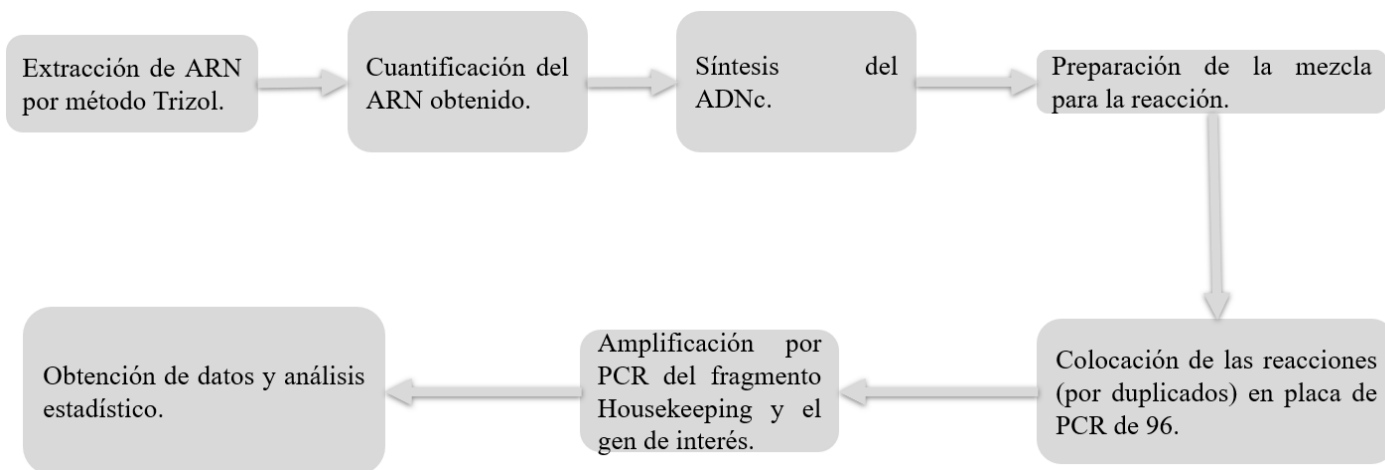 Extracción de ARN
por método Trizol.
Cuantificación del
ARN obtenido.
Síntesis del
ADNc.
Preparación de la mezcla
para la reacción.
Colocación de las reacciones
(por duplicados) en placa de
PCR de 96.
Amplificación por
PCR del fragmento
Housekeeping y el
gen de interés.
Obtención de datos y análisis
estadístico.